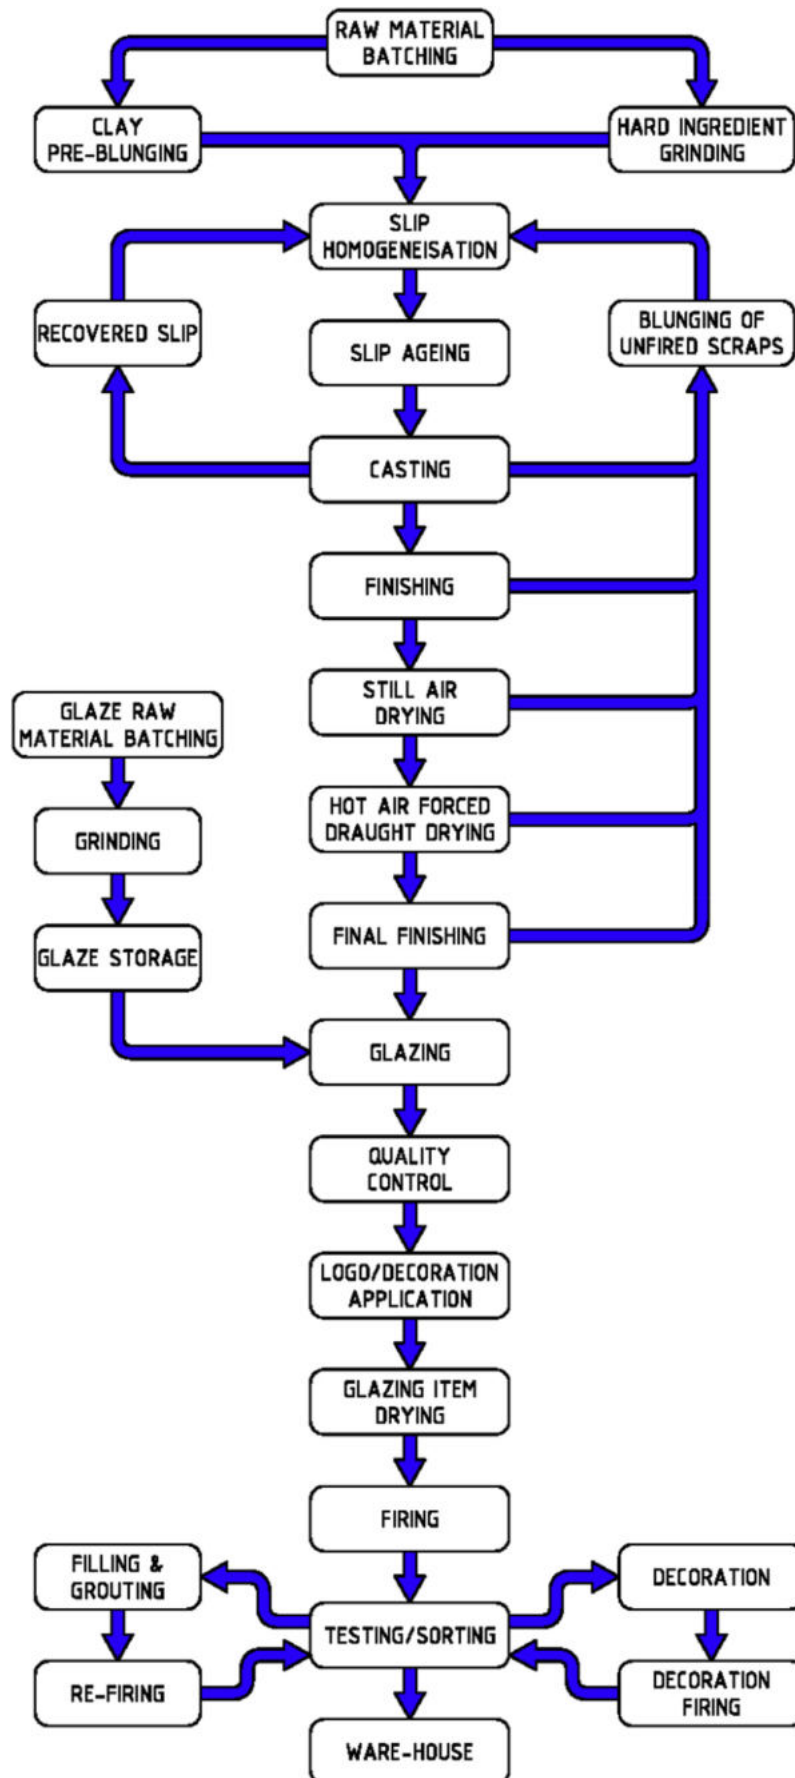 RAW MATERIAL
BATCHING
CLAY
PRE-BLUNGING
HARD INGREDIENT
GRINDING
SLIP
HOMOGENEISATION
RECOVERED SLIP
SLIP AGEING
BLUNGING OF
UNFIRED SCRAPS
CASTING
FINISHING
STILL AIR
DRYING
GLAZE RAW
MATERIAL BATCHING
HOT AIR FORCED
DRAUGHT DRYING
GRINDING
FINAL FINISHING
GLAZE STORAGE
GLAZING
QUALITY
CONTROL
LOGO/DECORATION
APPLICATION
GLAZING ITEM
DRYING
FIRING
FILLING &
GROUTING
DECORATION
TESTING/SORTING
RE-FIRING
DECORATION
FIRING
WARE-HOUSE